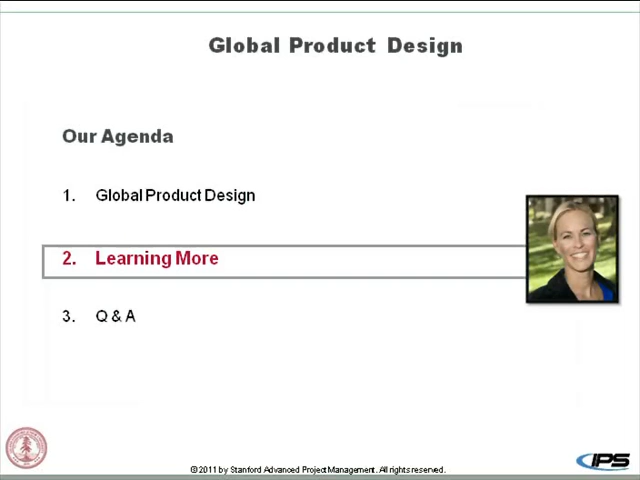 Global Product Design
Our Agenda
1. Global Product Design
2. Learning More
3. Q & A
© 2011 by Stanford Advanced Project Management. All rights reserved.
IPS